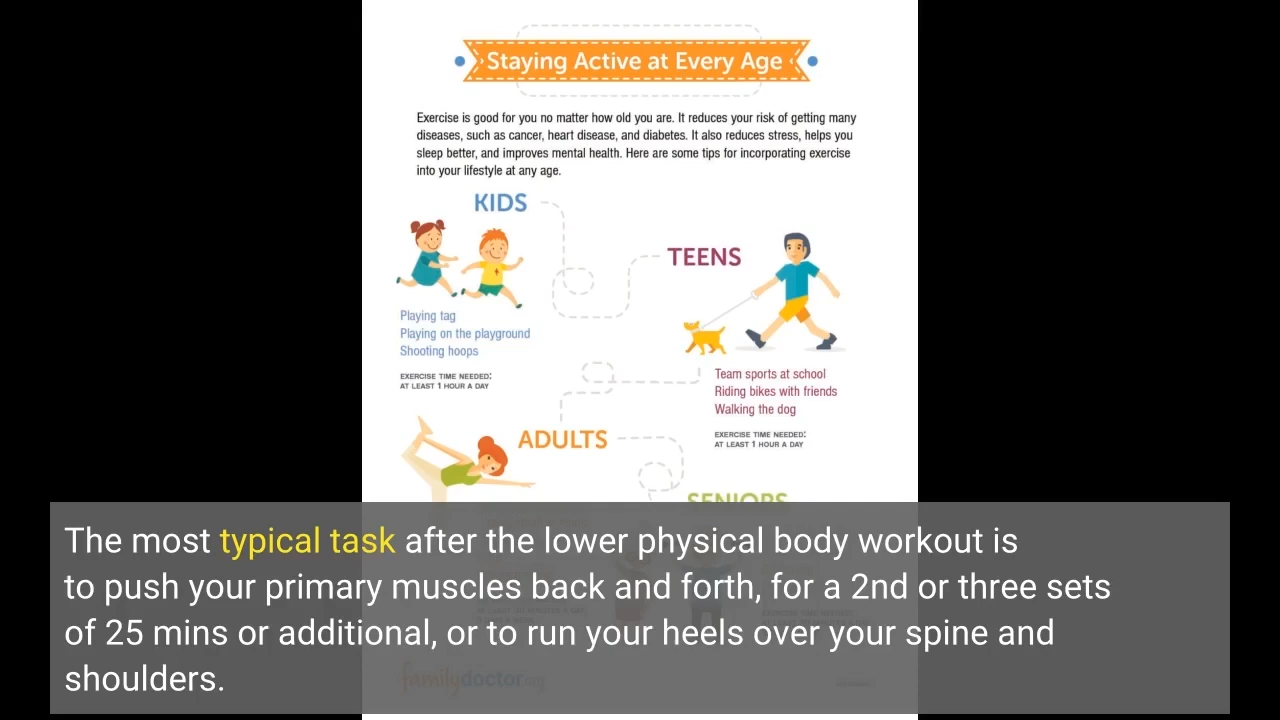 Staying Active at Every Age
Exercise is good for you no matter how old you are. It reduces your risk of getting many
diseases, such as cancer, heart disease, and diabetes. It also reduces stress, helps you
sleep better, and improves mental health. Here are some tips for incorporating exercise
into your lifestyle at any age.
KIDS
Playing tag
Playing on the playground
Shooting hoops
EXERCISE TIME NEEDED:
AT LEAST 1 HOUR A DAY
TEENS
Team sports at school
Riding bikes with friends
Walking the dog
EXERCISE TIME NEEDED:
AT LEAST 1 HOUR A DAY
ADULTS
SENIORS
The most typical task after the lower physical body workout is
to push your primary muscles back and forth, for a 2nd or three sets
of 25 mins or additional, or to run your heels over your spine and
shoulders.
familydoctor.org